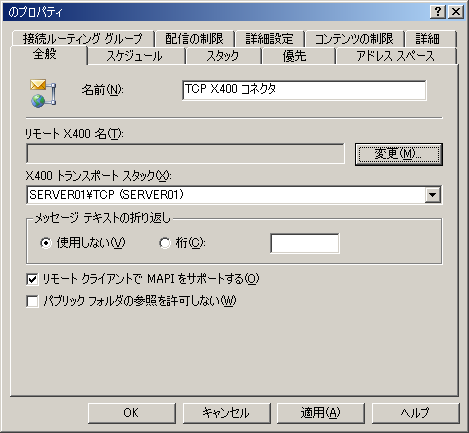 のプロパティ
接続ルーティング グループ 配信の制限 詳細設定 コンテンツの制限 詳細
全般 スケジュール スタック 優先 アドレス スペース
名前(N): TCP X400 コネクタ
リモート X400 名(T):
変更(M)...
X400 トランスポート スタック(X):
SERVER01¥TCP (SERVER01)
メッセージ テキストの折り返し
使用しない(V) 桁(C):
リモート クライアントで MAPI をサポートする(O)
パブリック フォルダの参照を許可しない(W)
OK キャンセル 適用(A) ヘルプ